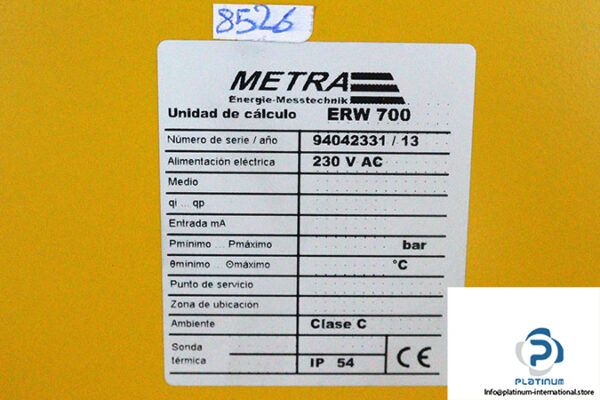 8526
METRA
Energie-Messtechnik
Unidad de cálculo ERW 700
Número de serie / año 94042331 / 13
Alimentación eléctrica 230 V AC
Medio
qi ... qp
Entrada mA
Pmínimo ... Pmáximo bar
θmínimo ... Θmáximo °C
Punto de servicio
Zona de ubicación
Ambiente Clase C
Sonda
térmica IP 54 CE
PLATINUM
Info@platinum-international.store